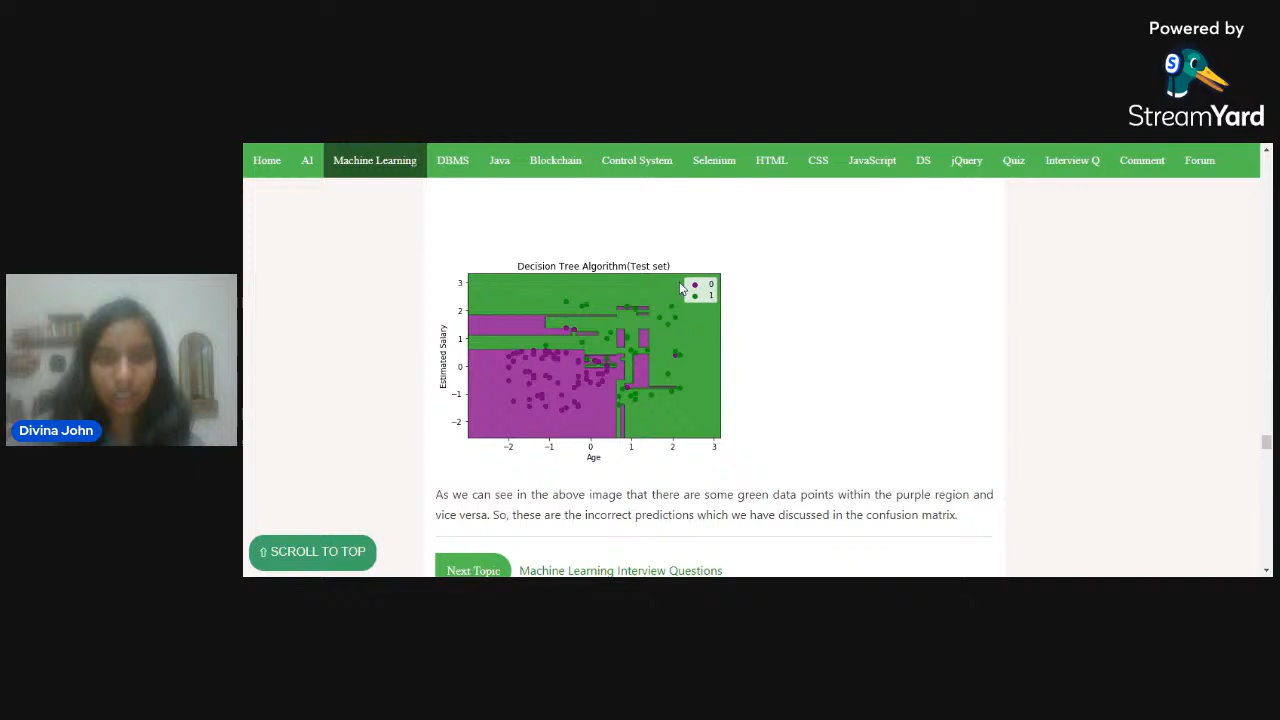 Powered by
StreamYard
Home AI Machine Learning DBMS Java Blockchain Control System Selenium HTML CSS JavaScript DS jQuery Quiz Interview Q Comment Forum
Decision Tree Algorithm(Test set)
0
1
Estimated Salary
3
2
1
0
−1
−2
−2 −1 0 1 2 3
Age
Divina John
As we can see in the above image that there are some green data points within the purple region and
vice versa. So, these are the incorrect predictions which we have discussed in the confusion matrix.
⇧ SCROLL TO TOP
Next Topic Machine Learning Interview Questions